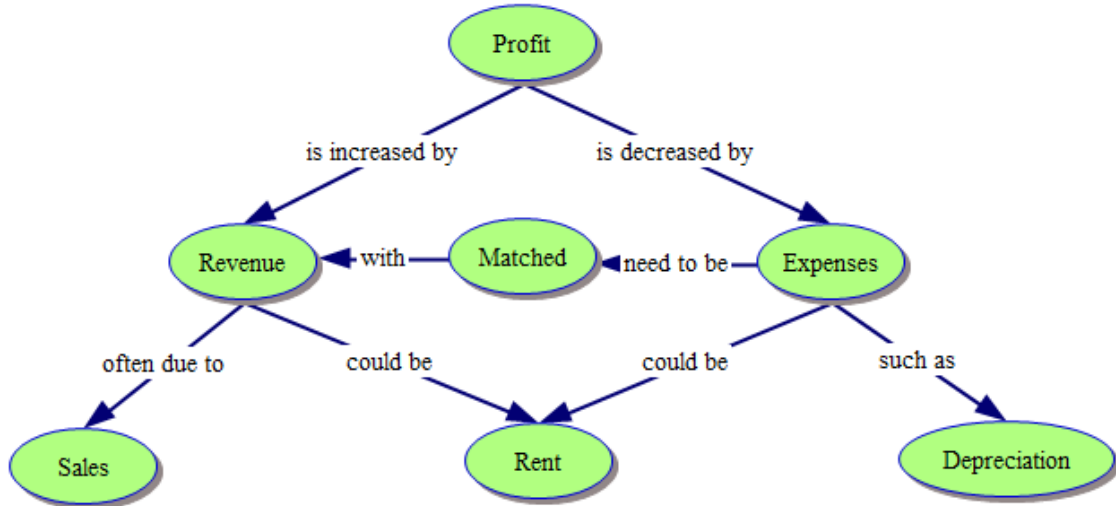 Profit
is increased by
is decreased by
Revenue
with
Matched
need to be
Expenses
often due to
could be
could be
such as
Sales
Rent
Depreciation